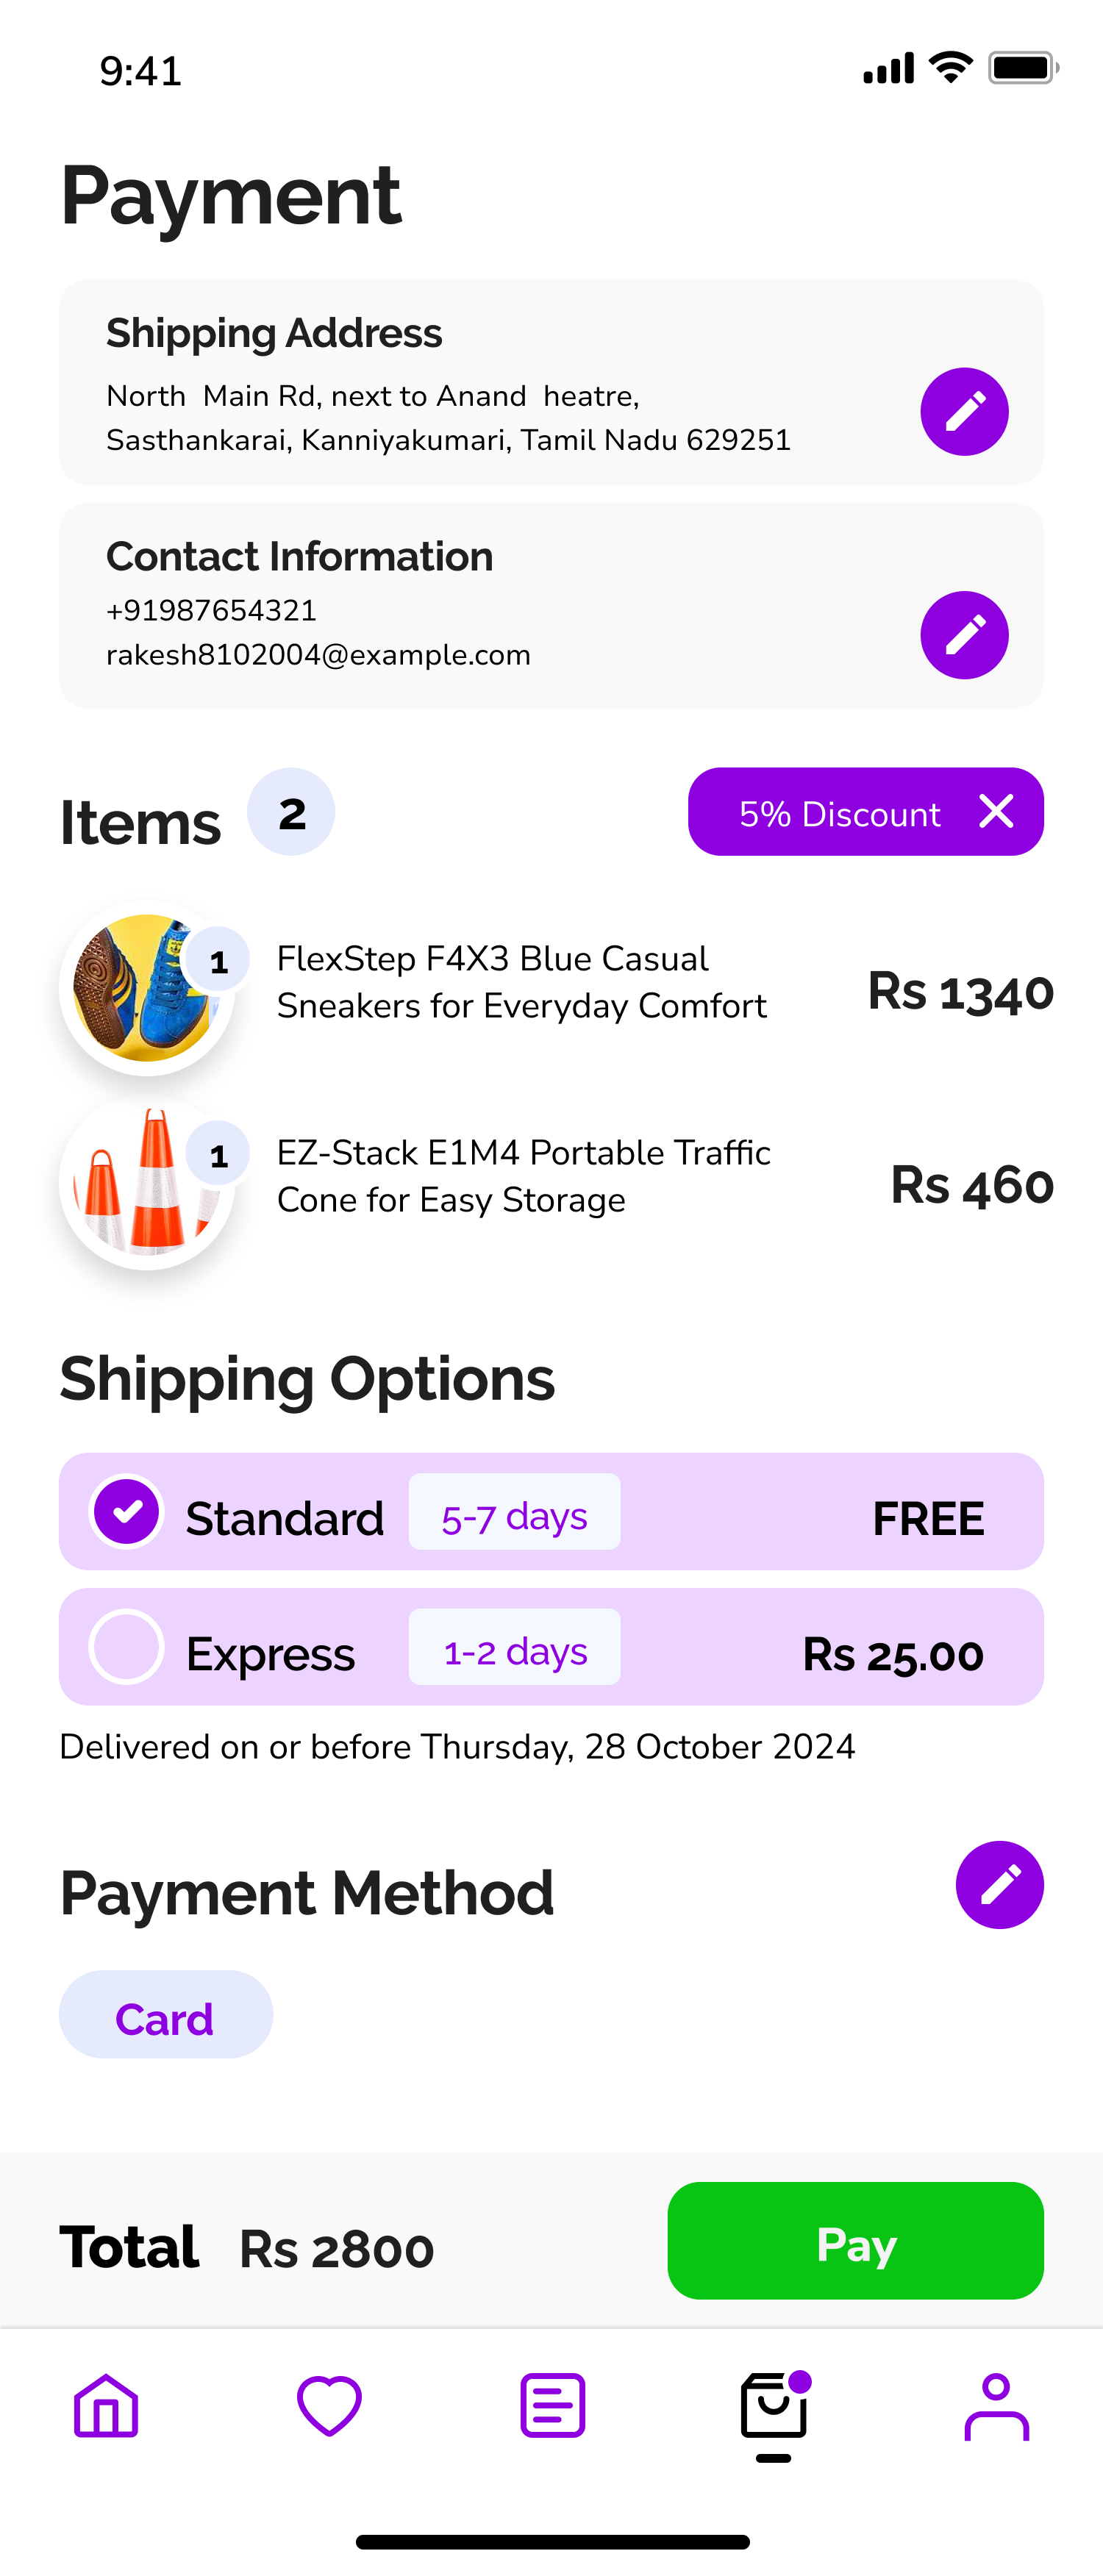 9:41
Payment
Shipping Address
North  Main Rd, next to Anand  heatre,
Sasthankarai, Kanniyakumari, Tamil Nadu 629251
Contact Information
+91987654321
rakesh8102004@example.com
Items 2
5% Discount
1
FlexStep F4X3 Blue Casual
Sneakers for Everyday Comfort
Rs 1340
1
EZ-Stack E1M4 Portable Traffic
Cone for Easy Storage
Rs 460
Shipping Options
Standard 5-7 days FREE
Express 1-2 days Rs 25.00
Delivered on or before Thursday, 28 October 2024
Payment Method
Card
Total Rs 2800
Pay